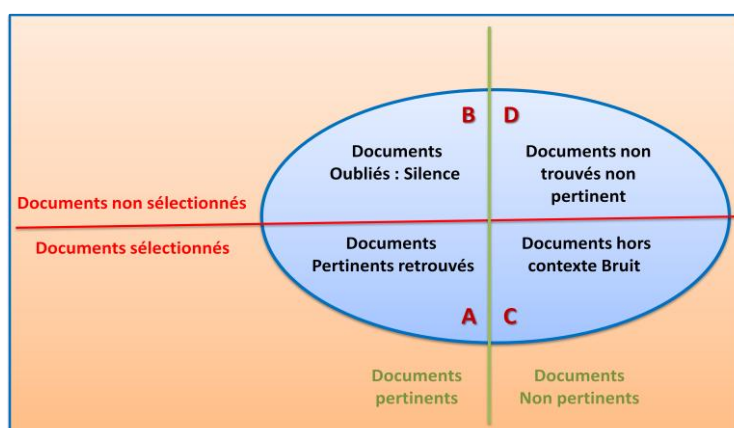 B
D
Documents
Oubliés : Silence
Documents non
trouvés non
pertinent
Documents non sélectionnés
Documents sélectionnés
Documents
Pertinents retrouvés
Documents hors
contexte Bruit
A
C
Documents
pertinents
Documents
Non pertinents